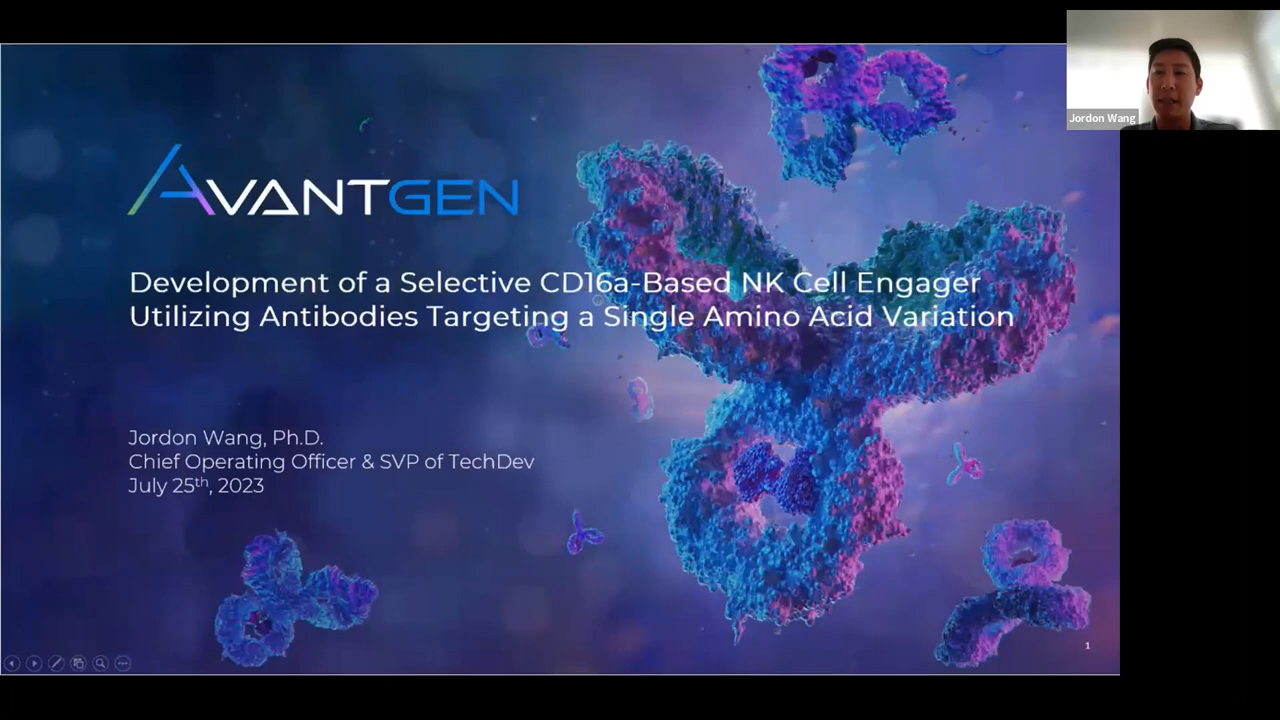 Jordon Wang
AVANTGEN
Development of a Selective CD16a-Based NK Cell Engager
Utilizing Antibodies Targeting a Single Amino Acid Variation
Jordon Wang, Ph.D.
Chief Operating Officer & SVP of TechDev
July 25th, 2023
1